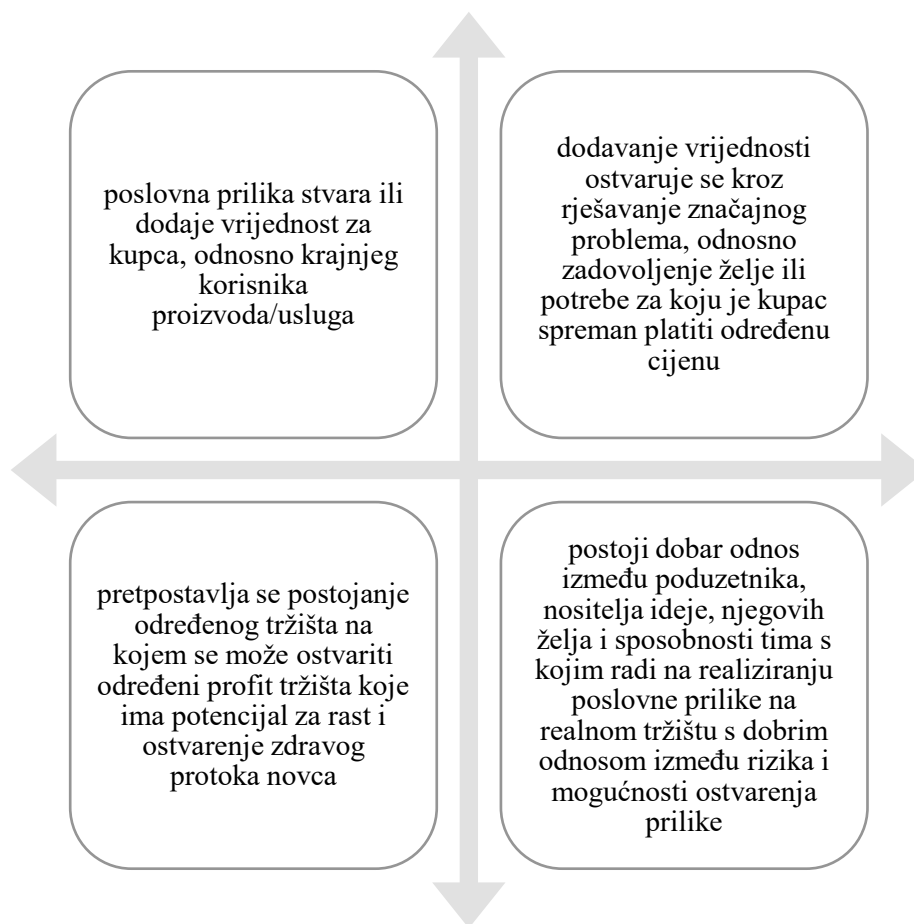 poslovna prilika stvara ili
dodaje vrijednost za
kupca, odnosno krajnjeg
korisnika
proizvoda/usluga
dodavanje vrijednosti
ostvaruje se kroz
rješavanje značajnog
problema, odnosno
zadovoljenje želje ili
potrebe za koju je kupac
spreman platiti određenu
cijenu
pretpostavlja se postojanje
određenog tržišta na
kojem se može ostvariti
određeni profit tržišta koje
ima potencijal za rast i
ostvarenje zdravog
protoka novca
postoji dobar odnos
između poduzetnika,
nositelja ideje, njegovih
želja i sposobnosti tima s
kojim radi na realiziranju
poslovne prilike na
realnom tržištu s dobrim
odnosom između rizika i
mogućnosti ostvarenja
prilike